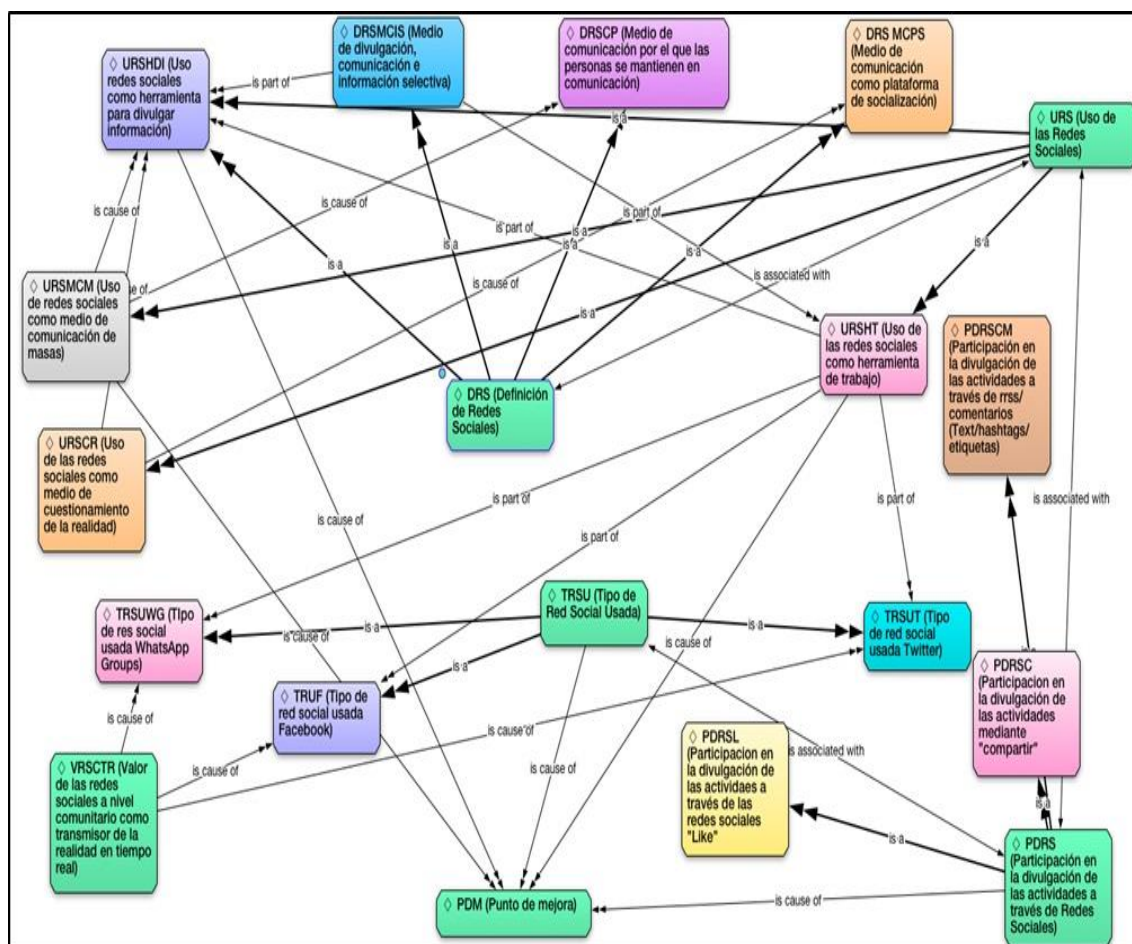 ◇ URSHDI (Uso
redes sociales
como herramienta
para divulgar
información)
◇ DRSMCIS (Medio
de divulgación,
comunicación e
información selectiva)
◇ DRSCP (Medio de
comunicación por el que las
personas se mantienen en
comunicación)
◇ DRS MCPS
(Medio de
comunicación
como plataforma
de socialización)
◇ URS (Uso de
las Redes
Sociales)
is part of
is a
is cause of
is cause of
is part of
is part of
is a
is a
is a
is a
is a
is a
is associated with
is cause of
◇ URSMCM (Uso
de redes sociales
como medio de
comunicación de
masas)
se of
is a
◇ URSHT (Uso de
las redes sociales
como herramienta
de trabajo)
◇ PDRSCM
(Participación en
la divulgación de
las actividades a
través de rrss/
comentarios
(Text/hashtags/
etiquetas)
◇ DRS (Definición
de Redes
Sociales)
◇ URSCR (Uso
de las redes
sociales como
medio de
cuestionamiento
de la realidad)
is cause of
is part of
is part of
is part of
is associated with
◇ TRSUWG (TIpo
de res social
usada WhatsApp
Groups)
◇ TRSU (Tipo de
Red Social Usada)
◇ TRSUT (Tipo
de red social
usada Twitter)
is a
is cause of
is a
is a
is cause of
◇ TRUF (Tipo de
red social usada
Facebook)
◇ PDRSC
(Participacion en
la divulgación de
las actividades
mediante
"compartir"
is cause of
is cause of
is cause of
is cause of
is associated with
◇ PDRSL
(Participacion en
la divulgación de
las actividaes a
través de las
redes sociales
"Like"
◇ VRSCTR (Valor
de las redes
sociales a nivel
comunitario como
transmisor de la
realidad en tiempo
real)
is a
is a
◇ PDRS
(Participación en
la divulgación de
las actividades a
través de Redes
Sociales)
◇ PDM (Punto de mejora)
is cause of